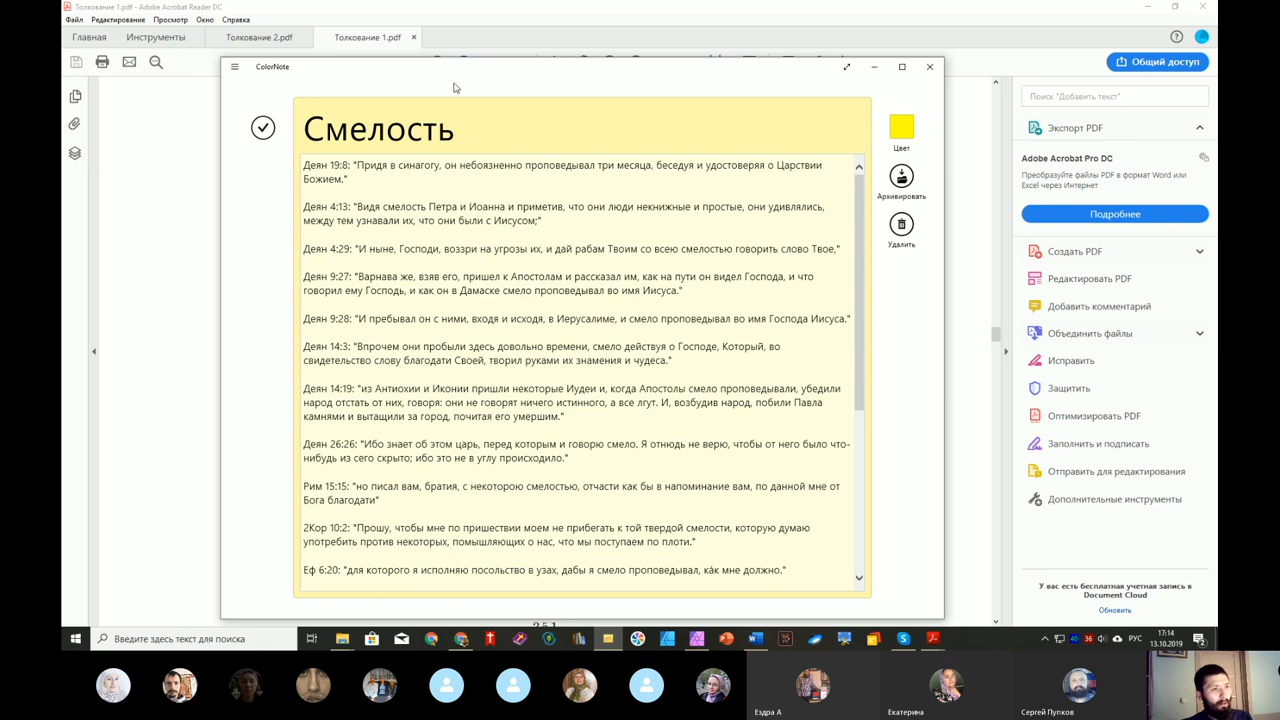 Толкование 1.pdf - Adobe Acrobat Reader DC
Файл Редактирование Просмотр Окно Справка
Главная Инструменты Толкование 2.pdf Толкование 1.pdf ×
Общий доступ
ColorNote
Поиск "Добавить текст"
Смелость
Цвет
Архивировать
Удалить
Деян 19:8: "Придя в синагогу, он небоязненно проповедывал три месяца, беседуя и удостоверяя о Царствии
Божием."
Деян 4:13: "Видя смелость Петра и Иоанна и приметив, что они люди некнижные и простые, они удивлялись,
между тем узнавали их, что они были с Иисусом;"
Деян 4:29: "И ныне, Господи, воззри на угрозы их, и дай рабам Твоим со всею смелостью говорить слово Твое,"
Деян 9:27: "Варнава же, взяв его, пришел к Апостолам и рассказал им, как на пути он видел Господа, и что
говорил ему Господь, и как он в Дамаске смело проповедывал во имя Иисуса."
Деян 9:28: "И пребывал он с ними, входя и исходя, в Иерусалиме, и смело проповедывал во имя Господа Иисуса."
Деян 14:3: "Впрочем они пробыли здесь довольно времени, смело действуя о Господе, Который, во
свидетельство слову благодати Своей, творил руками их знамения и чудеса."
Деян 14:19: "из Антиохии и Иконии пришли некоторые Иудеи и, когда Апостолы смело проповедывали, убедили
народ отстать от них, говоря: они не говорят ничего истинного, а все лгут. И, возбудив народ, побили Павла
камнями и вытащили за город, почитая его умершим."
Деян 26:26: "Ибо знает об этом царь, перед которым и говорю смело. Я отнюдь не верю, чтобы от него было что-
нибудь из сего скрыто; ибо это не в углу происходило."
Рим 15:15: "но писал вам, братия, с некоторою смелостью, отчасти как бы в напоминание вам, по данной мне от
Бога благодати"
2Кор 10:2: "Прошу, чтобы мне по пришествии моем не прибегать к той твердой смелости, которую думаю
употребить против некоторых, помышляющих о нас, что мы поступаем по плоти."
Еф 6:20: "для которого я исполняю посольство в узах, дабы я смело проповедывал, ка́к мне должно."
Экспорт PDF
Adobe Acrobat Pro DC
Преобразуйте файлы PDF в формат Word или
Excel через Интернет
Подробнее
Создать PDF
Редактировать PDF
Добавить комментарий
Объединить файлы
Исправить
Защитить
Оптимизировать PDF
Заполнить и подписать
Отправить для редактирования
Дополнительные инструменты
У вас есть бесплатная учетная запись в
Document Cloud
Обновить
Введите здесь текст для поиска
40 36 РУС
17:14
13.10.2019
2
Ездра А Екатерина Сергей Пупков